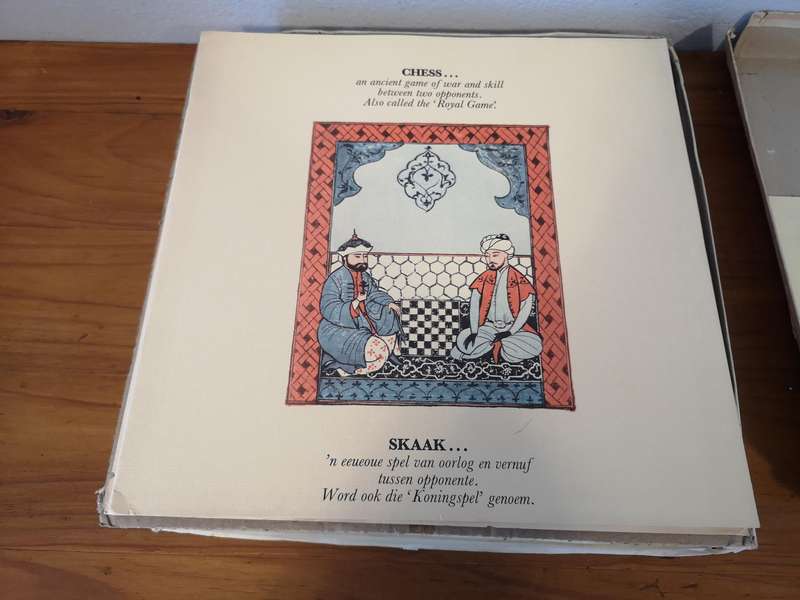 CHESS...
an ancient game of war and skill
between two opponents.
Also called the 'Royal Game'.
SKAAK...
'n eeueoue spel van oorlog en vernuf
tussen opponente.
Word ook die 'Koningspel' genoem.